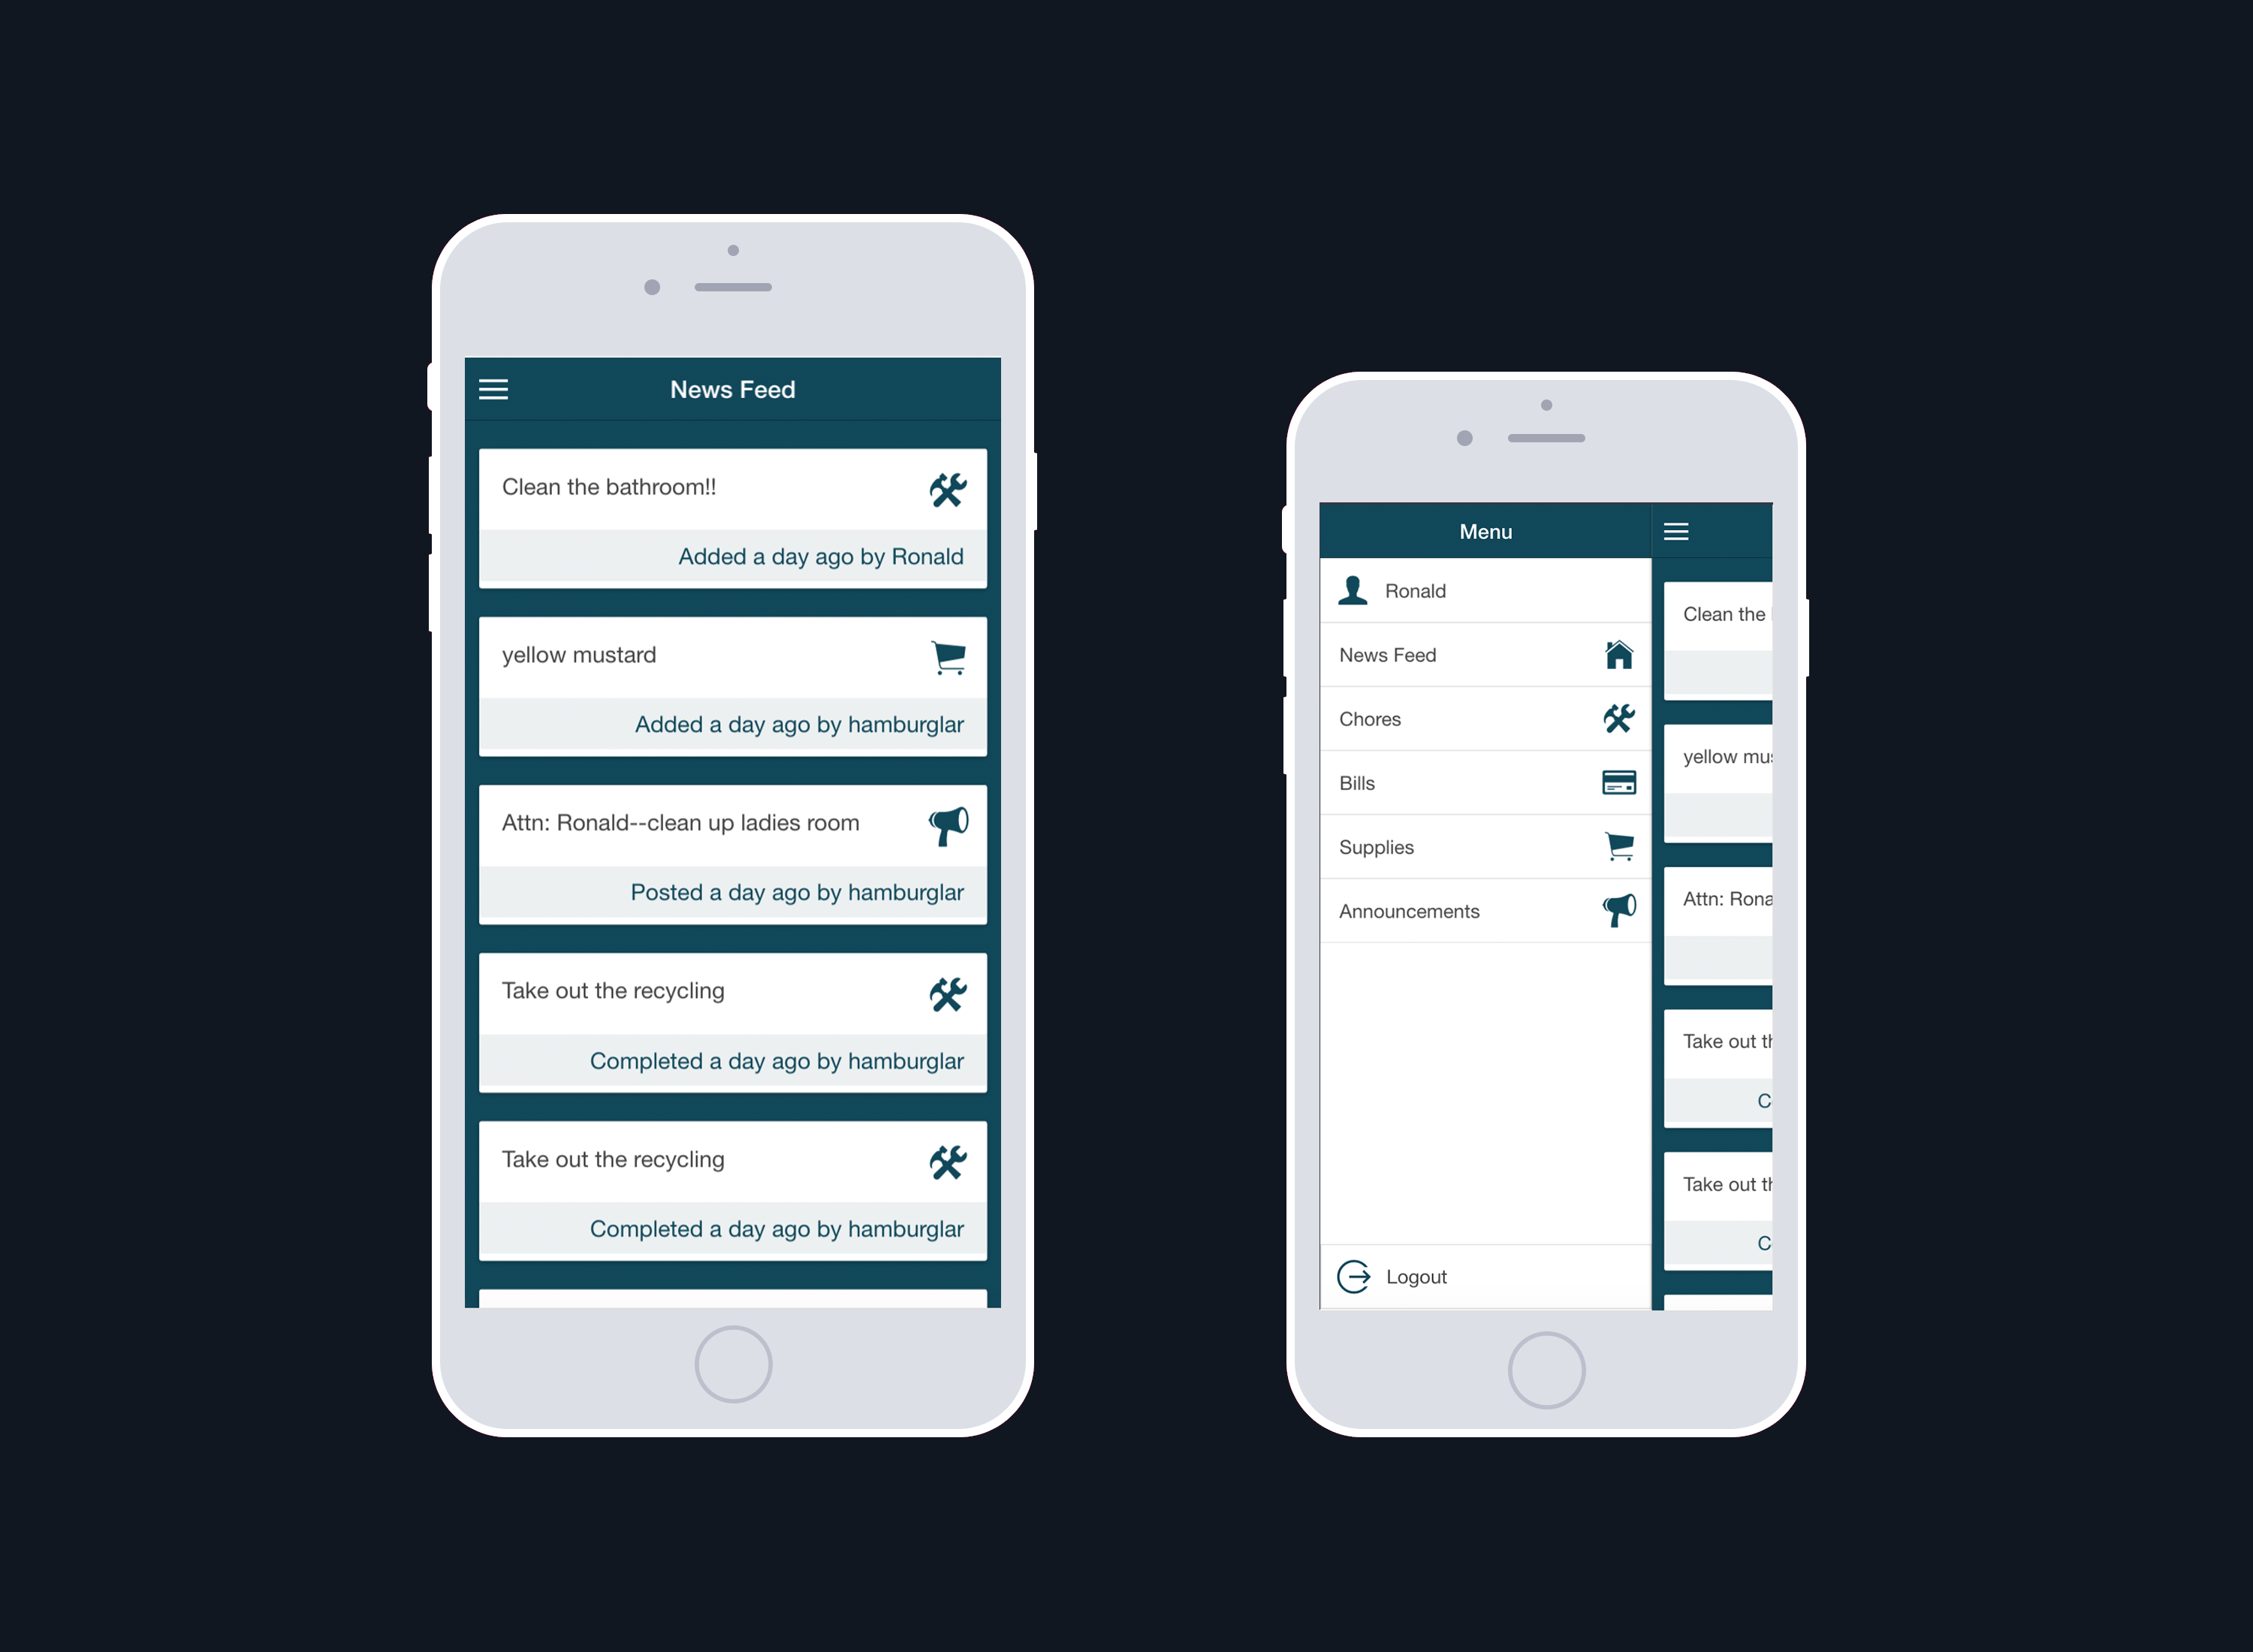 News Feed
Clean the bathroom!!
Added a day ago by Ronald
yellow mustard
Added a day ago by hamburglar
Attn: Ronald--clean up ladies room
Posted a day ago by hamburglar
Take out the recycling
Completed a day ago by hamburglar
Take out the recycling
Completed a day ago by hamburglar
Menu
Ronald
News Feed
Chores
Bills
Supplies
Announcements
Logout
Clean the
yellow mus
Attn: Rona
Take out th
C
Take out th
C